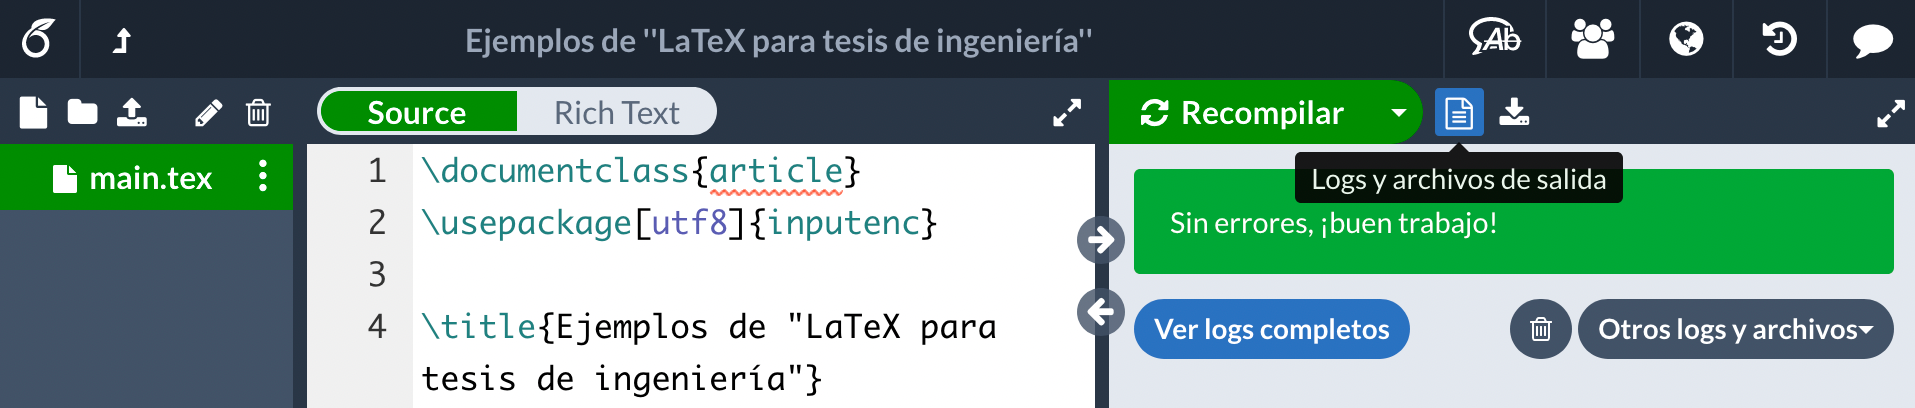 Ejemplos de ''LaTeX para tesis de ingeniería''
Ab
Source
Rich Text
Recompilar
main.tex
1 \documentclass{article}
2 \usepackage[utf8]{inputenc}
3
4 \title{Ejemplos de "LaTeX para
tesis de ingeniería"}
Logs y archivos de salida
Sin errores, ¡buen trabajo!
Ver logs completos
Otros logs y archivos